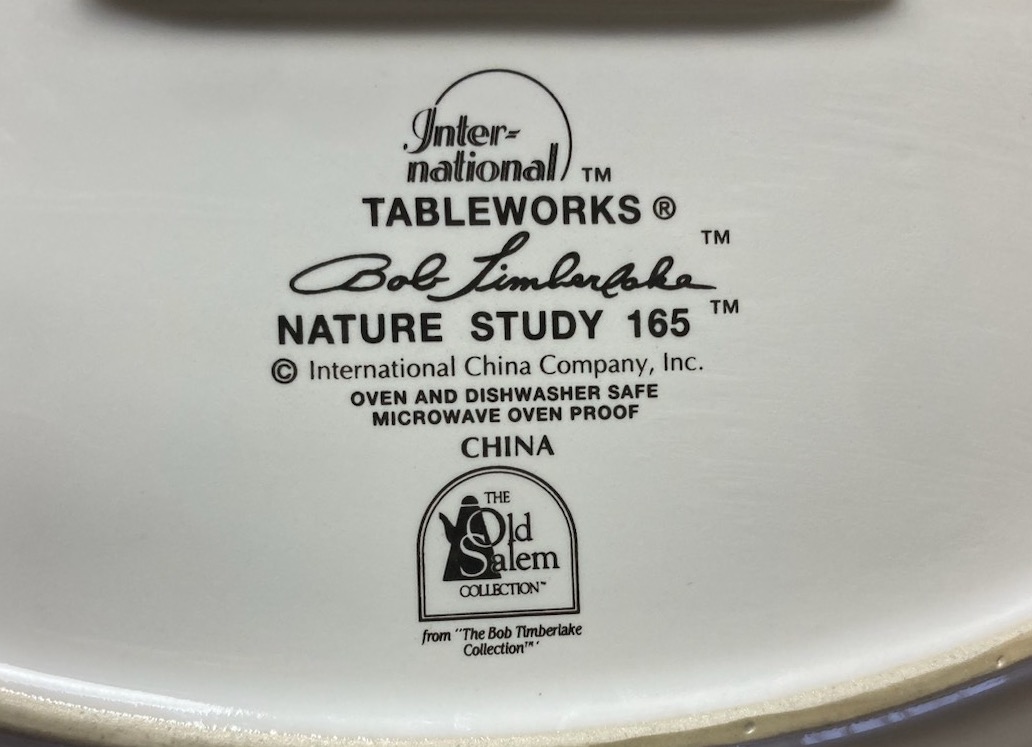 Inter-
national ™
TABLEWORKS ®
Bob Timberlake ™
NATURE STUDY 165 ™
© International China Company, Inc.
OVEN AND DISHWASHER SAFE
MICROWAVE OVEN PROOF
CHINA
THE
Old
Salem
COLLECTION™
from "The Bob Timberlake
Collection™"